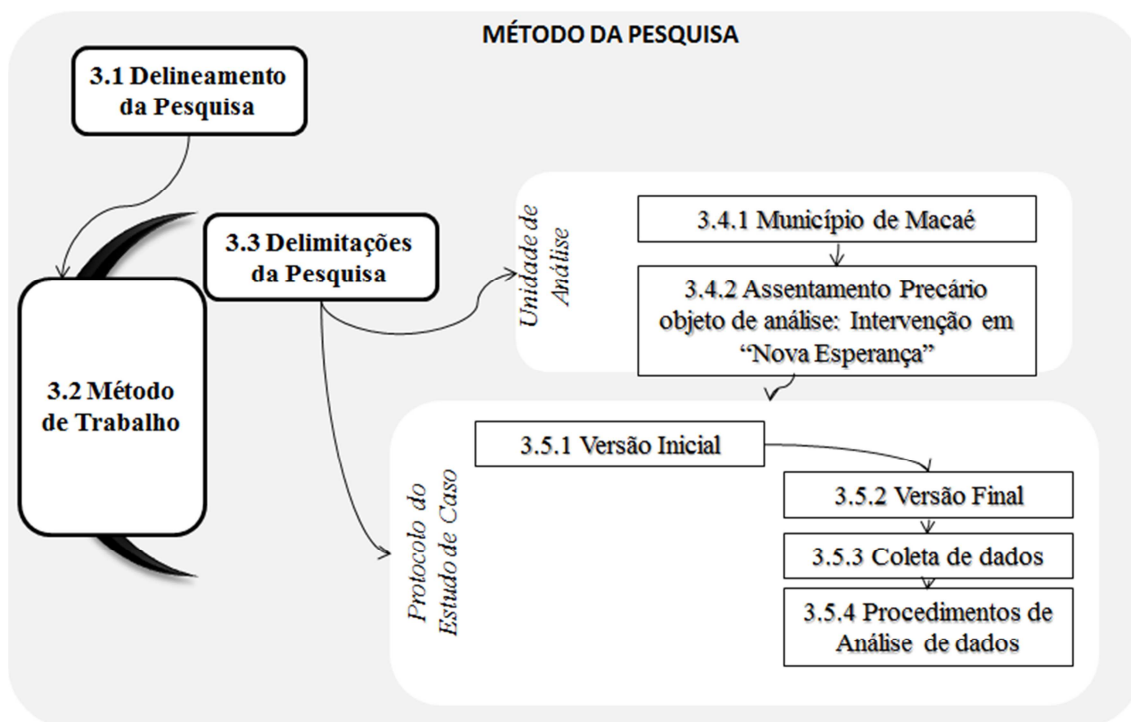 MÉTODO DA PESQUISA
3.1 Delineamento
da Pesquisa
3.2 Método
de Trabalho
3.3 Delimitações
da Pesquisa
Unidade de
Análise
3.4.1 Município de Macaé
3.4.2 Assentamento Precário
objeto de análise: Intervenção em
“Nova Esperança”
Protocolo do
Estudo de Caso
3.5.1 Versão Inicial
3.5.2 Versão Final
3.5.3 Coleta de dados
3.5.4 Procedimentos de
Análise de dados